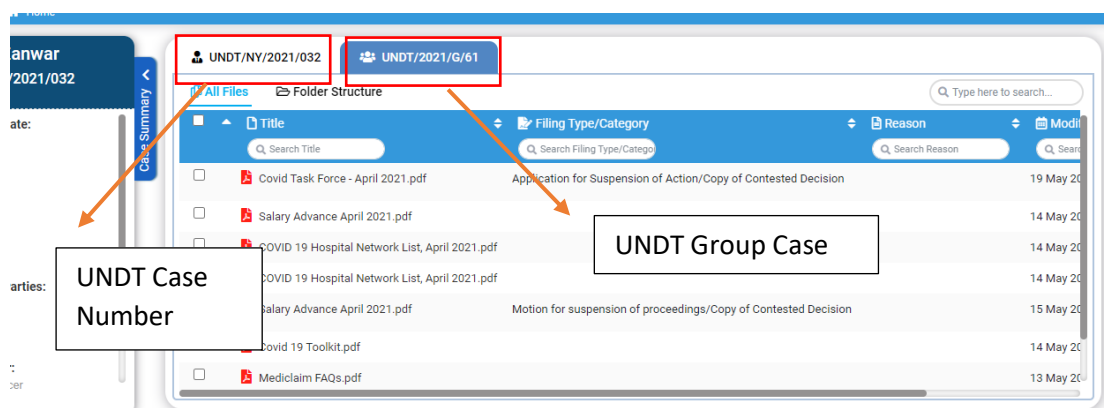 Home
anwar
/2021/032
ate:
arties:
cer
Case Summary
UNDT/NY/2021/032 UNDT/2021/G/61
All Files Folder Structure Type here to search...
Title Filing Type/Category Reason Modif
Search Title Search Filing Type/Catego Search Reason Searc
Covid Task Force - April 2021.pdf Application for Suspension of Action/Copy of Contested Decision 19 May 20
Salary Advance April 2021.pdf 14 May 20
COVID 19 Hospital Network List, April 2021.pdf 14 May 20
COVID 19 Hospital Network List, April 2021.pdf 14 May 20
Salary Advance April 2021.pdf Motion for suspension of proceedings/Copy of Contested Decision 15 May 20
Covid 19 Toolkit.pdf 14 May 20
Mediclaim FAQs.pdf 13 May 20
UNDT Case
Number
UNDT Group Case